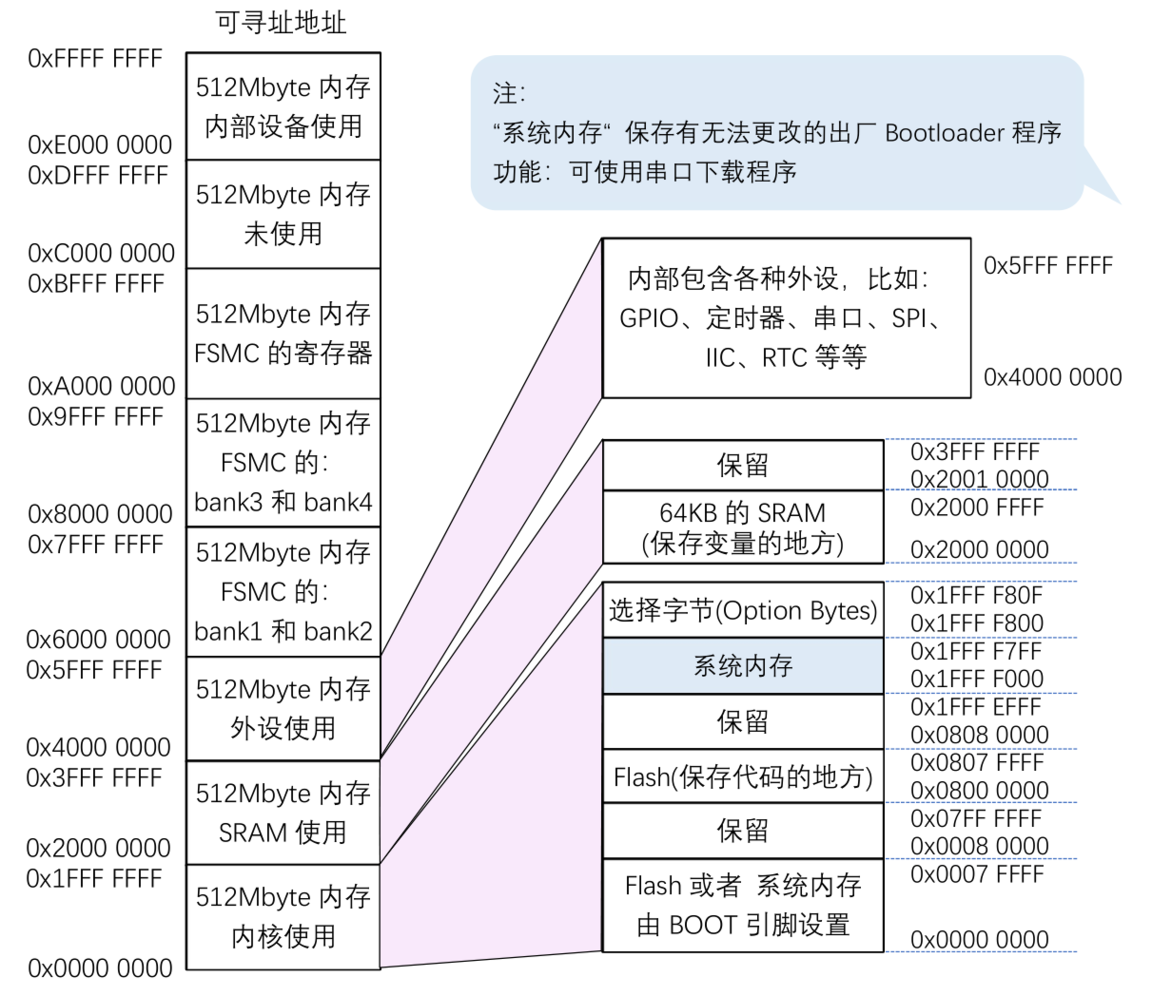 可寻址地址
0xFFFF FFFF
512Mbyte 内存
内部设备使用
0xE000 0000
0xDFFF FFFF
512Mbyte 内存
未使用
0xC000 0000
0xBFFF FFFF
512Mbyte 内存
FSMC 的寄存器
0xA000 0000
0x9FFF FFFF
512Mbyte 内存
FSMC 的:
bank3 和 bank4
0x8000 0000
0x7FFF FFFF
512Mbyte 内存
FSMC 的:
bank1 和 bank2
0x6000 0000
0x5FFF FFFF
512Mbyte 内存
外设使用
0x4000 0000
0x3FFF FFFF
512Mbyte 内存
SRAM 使用
0x2000 0000
0x1FFF FFFF
512Mbyte 内存
内核使用
0x0000 0000
注:
“系统内存“ 保存有无法更改的出厂 Bootloader 程序
功能: 可使用串口下载程序
内部包含各种外设, 比如:
GPIO、定时器、串口、SPI、
IIC、RTC 等等
0x5FFF FFFF
0x4000 0000
保留
0x3FFF FFFF
0x2001 0000
64KB 的 SRAM
(保存变量的地方)
0x2000 FFFF
0x2000 0000
选择字节(Option Bytes)
0x1FFF F80F
0x1FFF F800
系统内存
0x1FFF F7FF
0x1FFF F000
保留
0x1FFF EFFF
0x0808 0000
Flash(保存代码的地方)
0x0807 FFFF
0x0800 0000
保留
0x07FF FFFF
0x0008 0000
Flash 或者 系统内存
由 BOOT 引脚设置
0x0007 FFFF
0x0000 0000